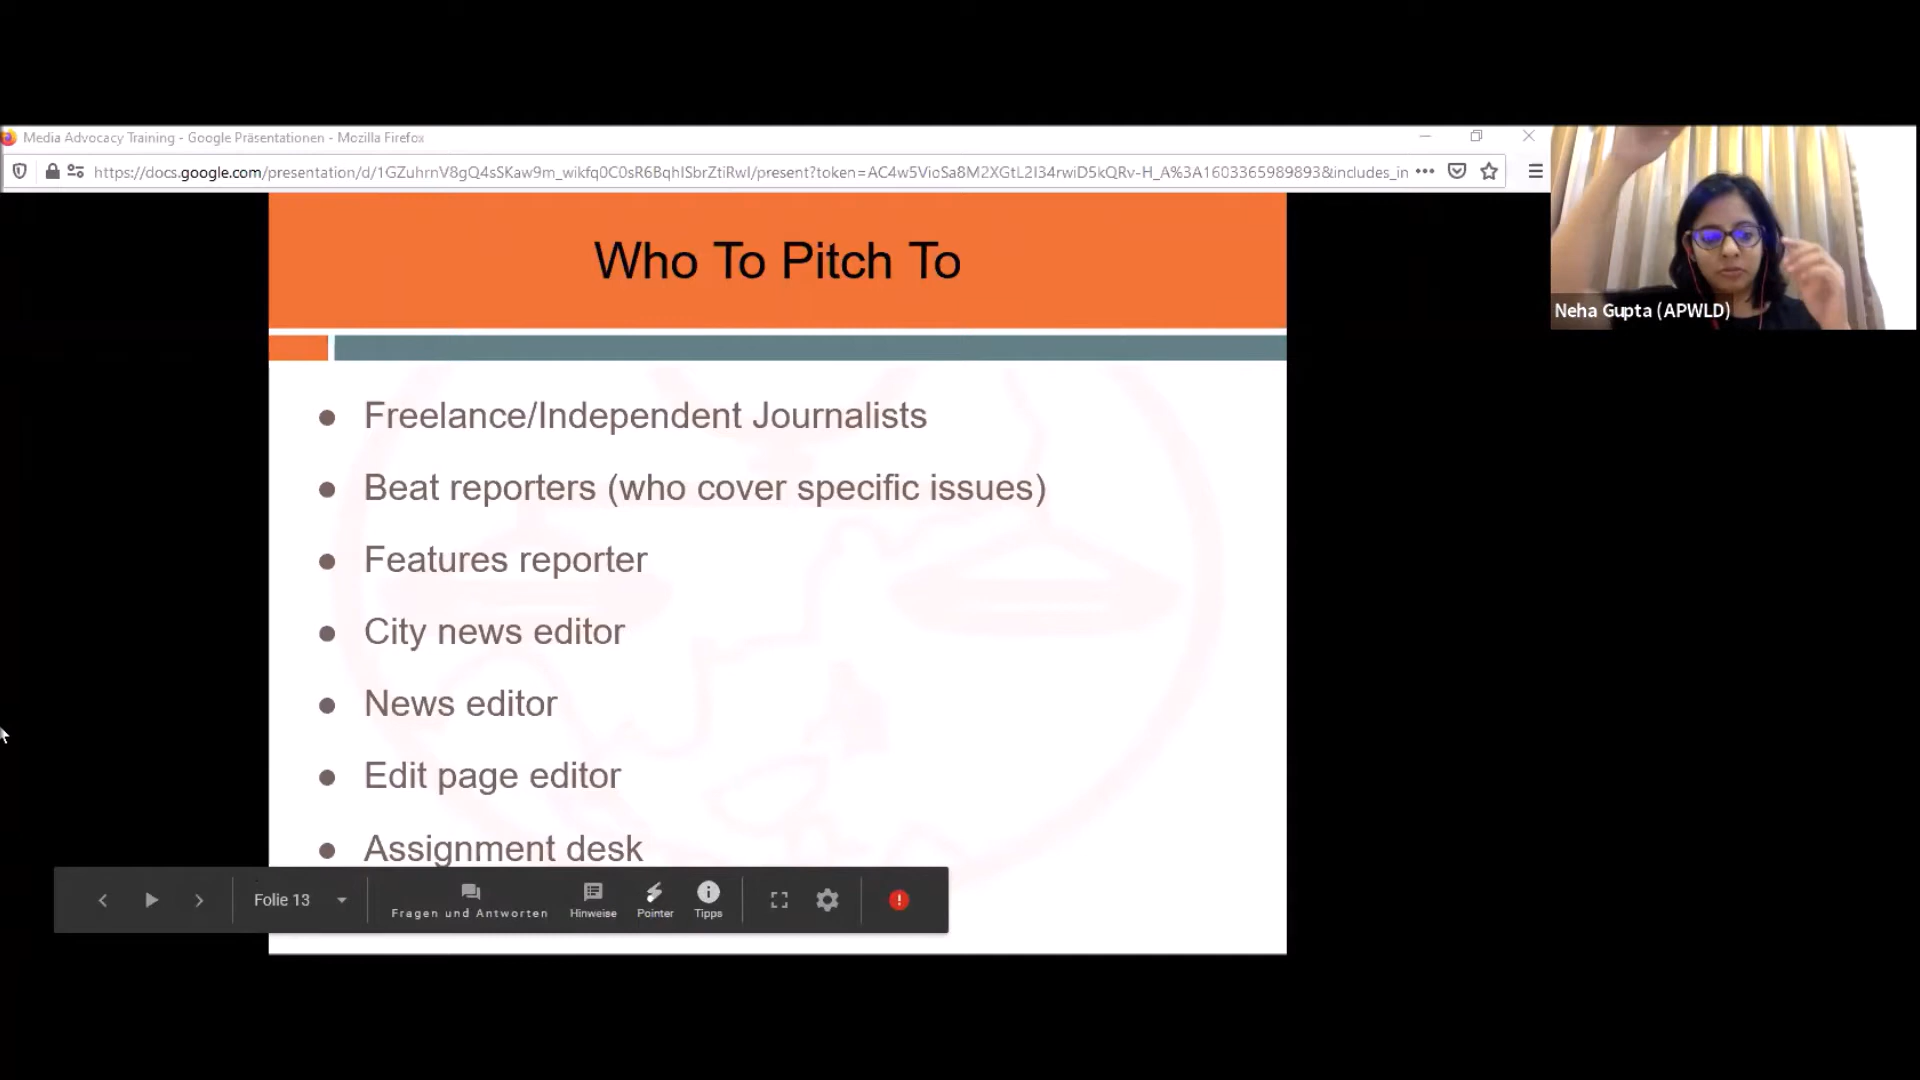 Media Advocacy Training - Google Präsentationen - Mozilla Firefox
https://docs.google.com/presentation/d/1GZuhrnV8gQ4sSKaw9m_wikfq0C0sR6BqhISbrZtiRwI/present?token=AC4w5VioSa8M2XGtL2I34rwiD5kQRv-H_A%3A1603365989893&includes_in
Neha Gupta (APWLD)
Who To Pitch To
Freelance/Independent Journalists
Beat reporters (who cover specific issues)
Features reporter
City news editor
News editor
Edit page editor
Assignment desk
Folie 13
Fragen und Antworten
Hinweise
Pointer
Tipps